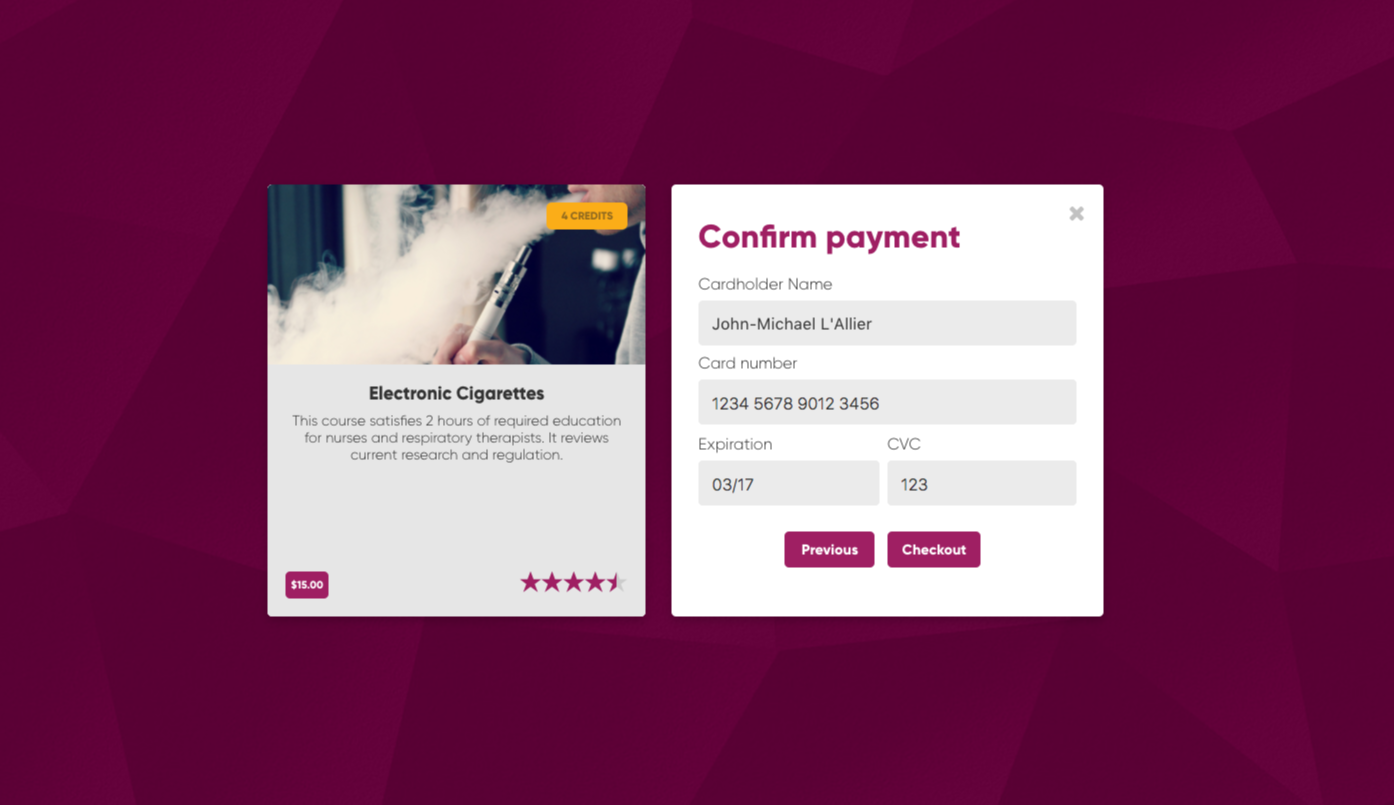 4 CREDITS
Electronic Cigarettes
This course satisfies 2 hours of required education
for nurses and respiratory therapists. It reviews
current research and regulation.
$15.00
Confirm payment
Cardholder Name
John-Michael L'Allier
Card number
1234 5678 9012 3456
Expiration
CVC
03/17
123
Previous
Checkout